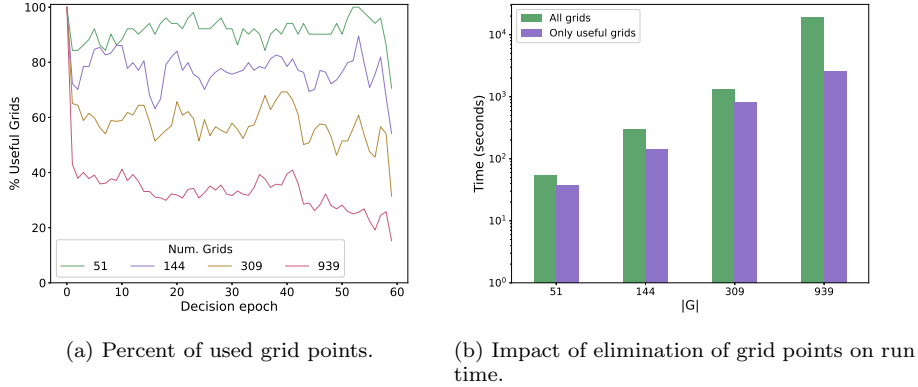 % Useful Grids
100
80
60
40
20
0
Num. Grids
51 144 309 939
0 10 20 30 40 50 60
Decision epoch
(a) Percent of used grid points.
Time (seconds)
10^4
10^3
10^2
10^1
10^0
All grids
Only useful grids
51 144 309 939
|G|
(b) Impact of elimination of grid points on run
time.